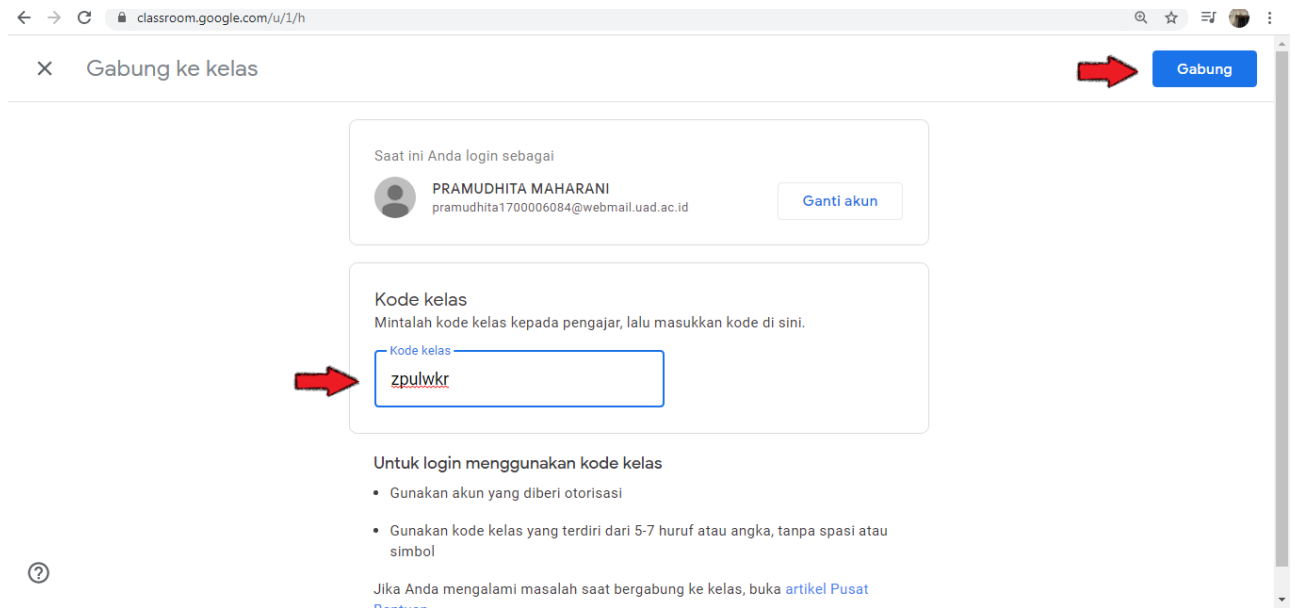 classroom.google.com/u/1/h
Gabung ke kelas
Gabung
Saat ini Anda login sebagai
PRAMUDHITA MAHARANI
pramudhita1700006084@webmail.uad.ac.id
Ganti akun
Kode kelas
Mintalah kode kelas kepada pengajar, lalu masukkan kode di sini.
Kode kelas
zpulwkr
Untuk login menggunakan kode kelas
• Gunakan akun yang diberi otorisasi
• Gunakan kode kelas yang terdiri dari 5-7 huruf atau angka, tanpa spasi atau
simbol
Jika Anda mengalami masalah saat bergabung ke kelas, buka artikel Pusat